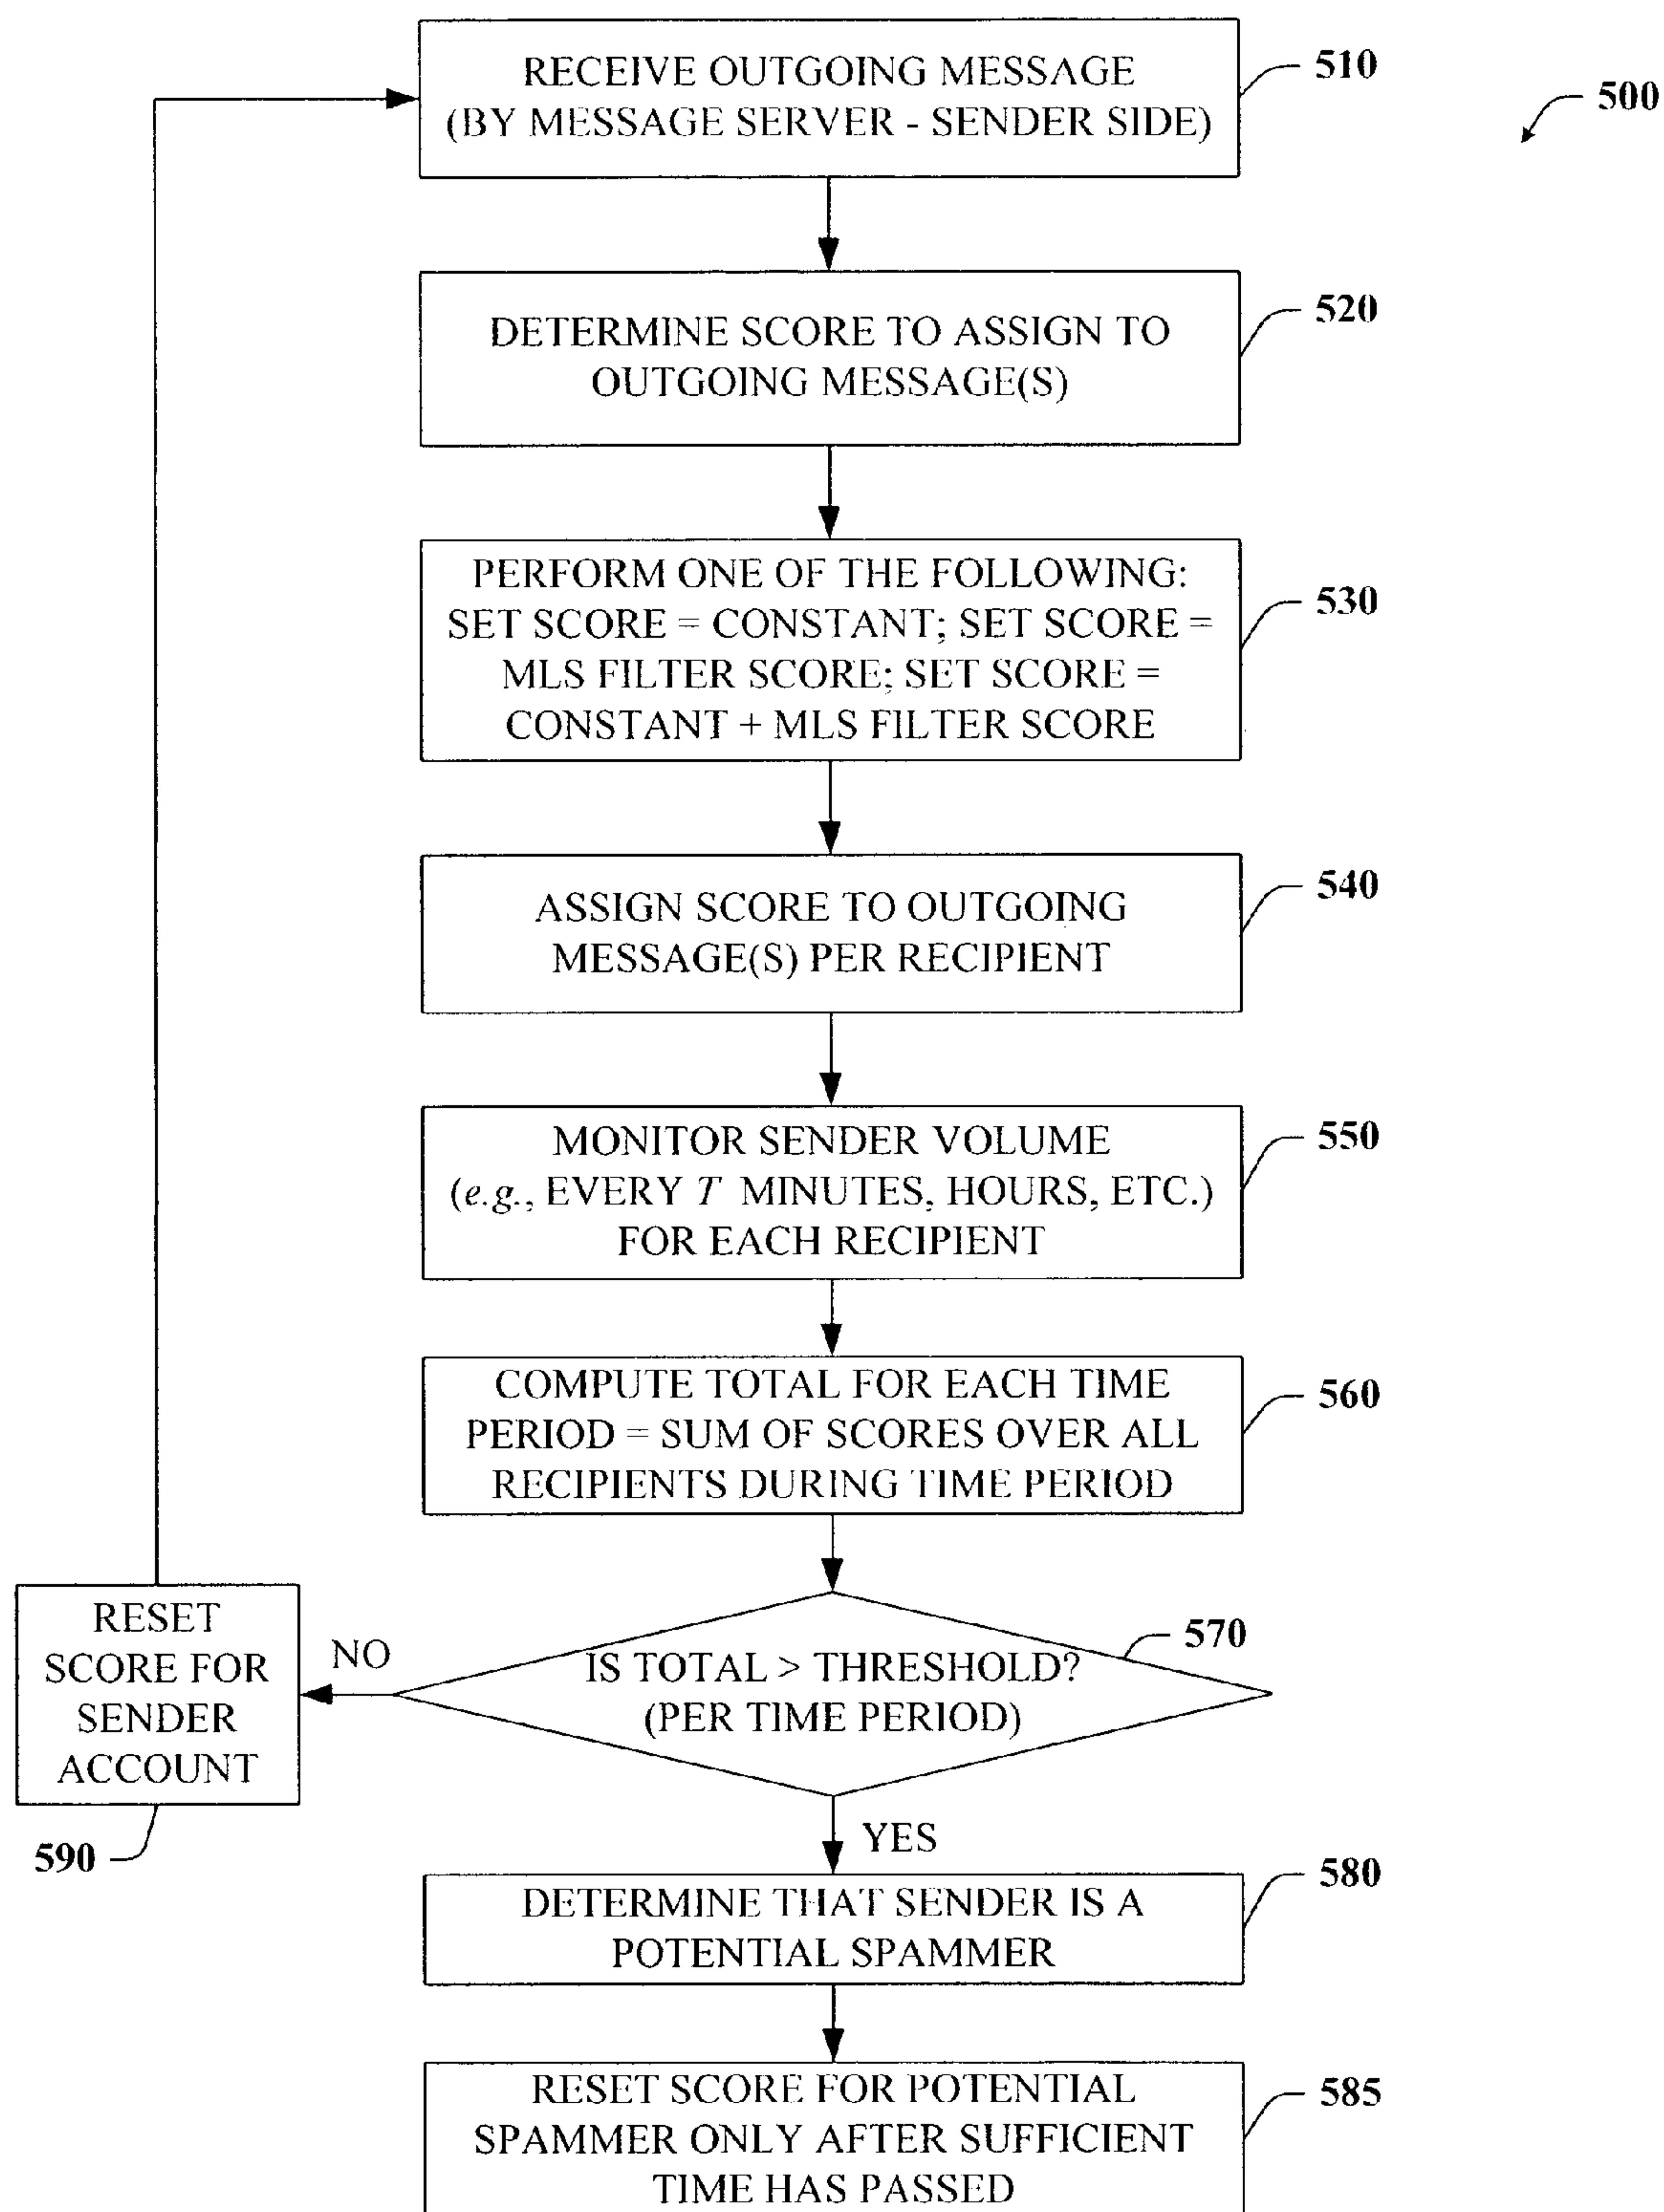 RECEIVE OUTGOING MESSAGE
(BY MESSAGE SERVER - SENDER SIDE)
510
500
DETERMINE SCORE TO ASSIGN TO
OUTGOING MESSAGE(S)
520
PERFORM ONE OF THE FOLLOWING:
SET SCORE = CONSTANT; SET SCORE =
MLS FILTER SCORE; SET SCORE =
CONSTANT + MLS FILTER SCORE
530
ASSIGN SCORE TO OUTGOING
MESSAGE(S) PER RECIPIENT
540
MONITOR SENDER VOLUME
(e.g., EVERY T MINUTES, HOURS, ETC.)
FOR EACH RECIPIENT
550
COMPUTE TOTAL FOR EACH TIME
PERIOD = SUM OF SCORES OVER ALL
RECIPIENTS DURING TIME PERIOD
560
IS TOTAL > THRESHOLD?
(PER TIME PERIOD)
570
NO
RESET
SCORE FOR
SENDER
ACCOUNT
590
YES
DETERMINE THAT SENDER IS A
POTENTIAL SPAMMER
580
RESET SCORE FOR POTENTIAL
SPAMMER ONLY AFTER SUFFICIENT
TIME HAS PASSED
585